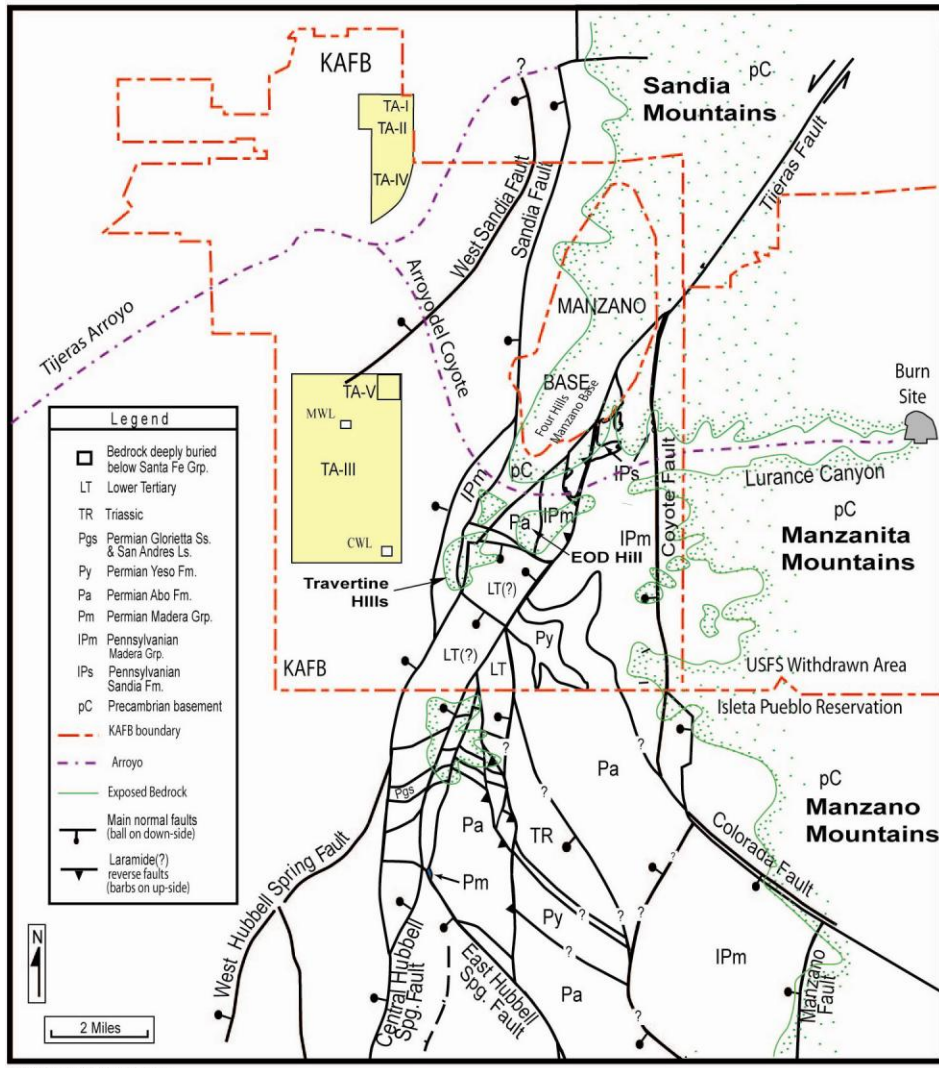 KAFB
TA-I
TA-II
TA-IV
?
Sandia
Mountains
pC
Tijeras Fault
West Sandia Fault
Sandia Fault
Arroyo del Coyote
Tijeras Arroyo
MANZANO
BASE
Four Hills
Manzano Base
Burn
Site
TA-V
MWL
TA-III
CWL
IPm
pC
IPs
Coyote Fault
Lurance Canyon
pC
Manzanita
Mountains
Pa
IPm
IPm
EOD Hill
Travertine
HIlls
LT(?)
Py
LT(?)
LT
KAFB
USFS Withdrawn Area
Isleta Pueblo Reservation
Legend
Bedrock deeply buried
below Santa Fe Grp.
LT Lower Tertiary
TR Triassic
Pgs Permian Glorietta Ss.
& San Andres Ls.
Py Permian Yeso Fm.
Pa Permian Abo Fm.
Pm Permian Madera Grp.
IPm Pennsylvanian
Madera Grp.
IPs Pennsylvanian
Sandia Fm.
pC Precambrian basement
KAFB boundary
Arroyo
Exposed Bedrock
Main normal faults
(ball on down-side)
Laramide(?)
reverse faults
(barbs on up-side)
Pa
pC
Manzano
Mountains
Pgs
Pa
TR
Colorada Fault
Pm
Py
West Hubbell Spring Fault
Central Hubbell
Spg. Fault
East Hubbell
Spg. Fault
Pa
IPm
Manzano
Fault
?
?
?
?
?
?
?
?
?
?
?
N
2 Miles